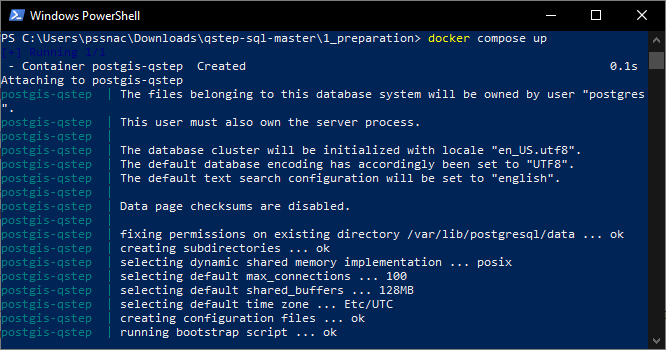 Windows PowerShell
PS C:\Users\pssnac\Downloads\qstep-sql-master\1_preparation> docker compose up
[+] Running 1/1
 - Container postgis-qstep  Created                                                    0.1s
Attaching to postgis-qstep
postgis-qstep  | The files belonging to this database system will be owned by user "postgres
".
postgis-qstep  | This user must also own the server process.
postgis-qstep  |
postgis-qstep  | The database cluster will be initialized with locale "en_US.utf8".
postgis-qstep  | The default database encoding has accordingly been set to "UTF8".
postgis-qstep  | The default text search configuration will be set to "english".
postgis-qstep  |
postgis-qstep  | Data page checksums are disabled.
postgis-qstep  |
postgis-qstep  | fixing permissions on existing directory /var/lib/postgresql/data ... ok
postgis-qstep  | creating subdirectories ... ok
postgis-qstep  | selecting dynamic shared memory implementation ... posix
postgis-qstep  | selecting default max_connections ... 100
postgis-qstep  | selecting default shared_buffers ... 128MB
postgis-qstep  | selecting default time zone ... Etc/UTC
postgis-qstep  | creating configuration files ... ok
postgis-qstep  | running bootstrap script ... ok